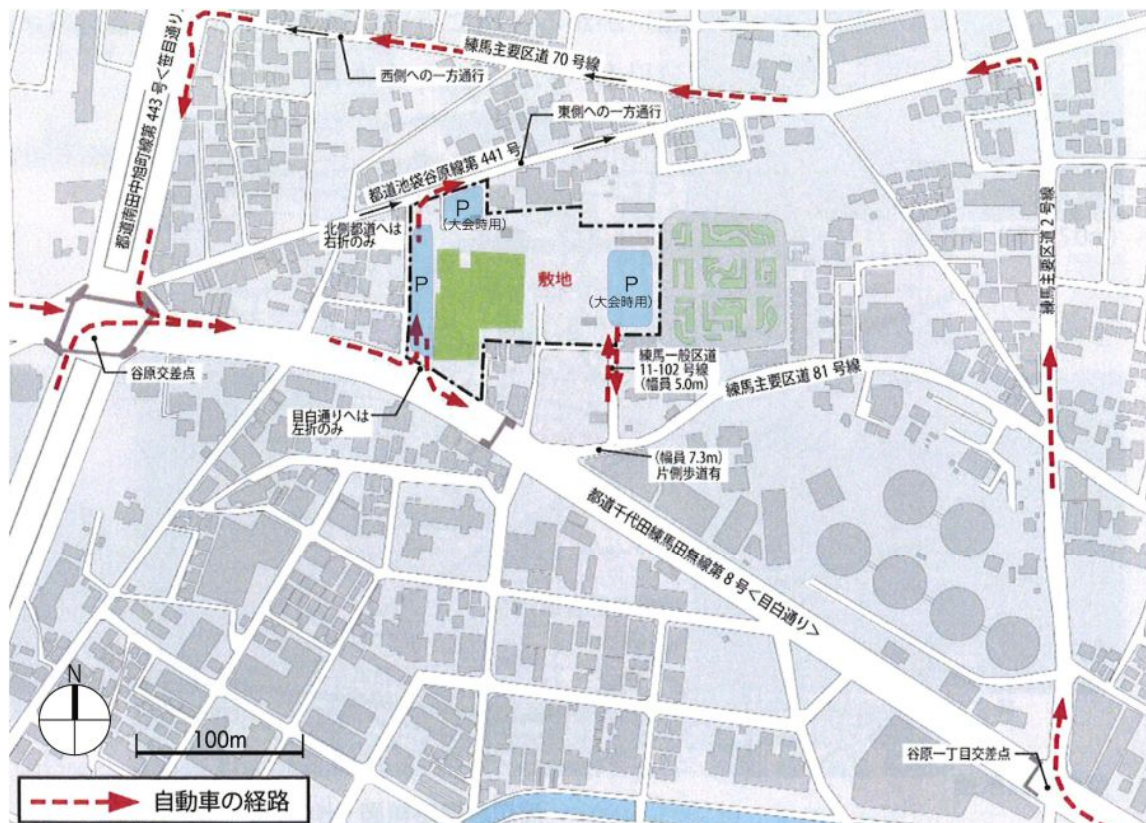 練馬主要区道 70 号線
西側への一方通行
都道南田中旭町線第 443 号<笹目通り>
東側への一方通行
都道池袋谷原線第 441 号
P
(大会時用)
北側都道へは
右折のみ
P
敷地
P
(大会時用)
練馬主要区道 2 号線
練馬一般区道
11-102 号線
(幅員 5.0m)
練馬主要区道 81 号線
谷原交差点
目白通りへは
左折のみ
(幅員 7.3m)
片側歩道有
都道千代田練馬田無線第 8 号<目白通り>
N
100m
谷原一丁目交差点
自動車の経路